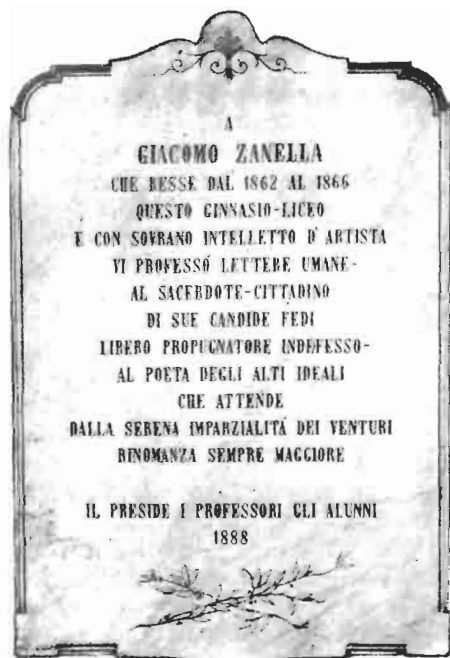 A
GIACOMO ZANELLA
CHE RESSE DAL 1862 AL 1866
QUESTO GINNASIO-LICEO
E CON SOVRANO INTELLETTO D'ARTISTA
VI PROFESSÓ LETTERE UMANE-
AL SACERDOTE-CITTADINO
DI SUE CANDIDE FEDI
LIBERO PROPUGNATORE INDEFESSO-
AL POETA DEGLI ALTI IDEALI
CHE ATTENDE
DALLA SERENA IMPARZIALITÁ DEI VENTURI
RINOMANZA SEMPRE MAGGIORE
IL PRESIDE I PROFESSORI GLI ALUNNI
1888